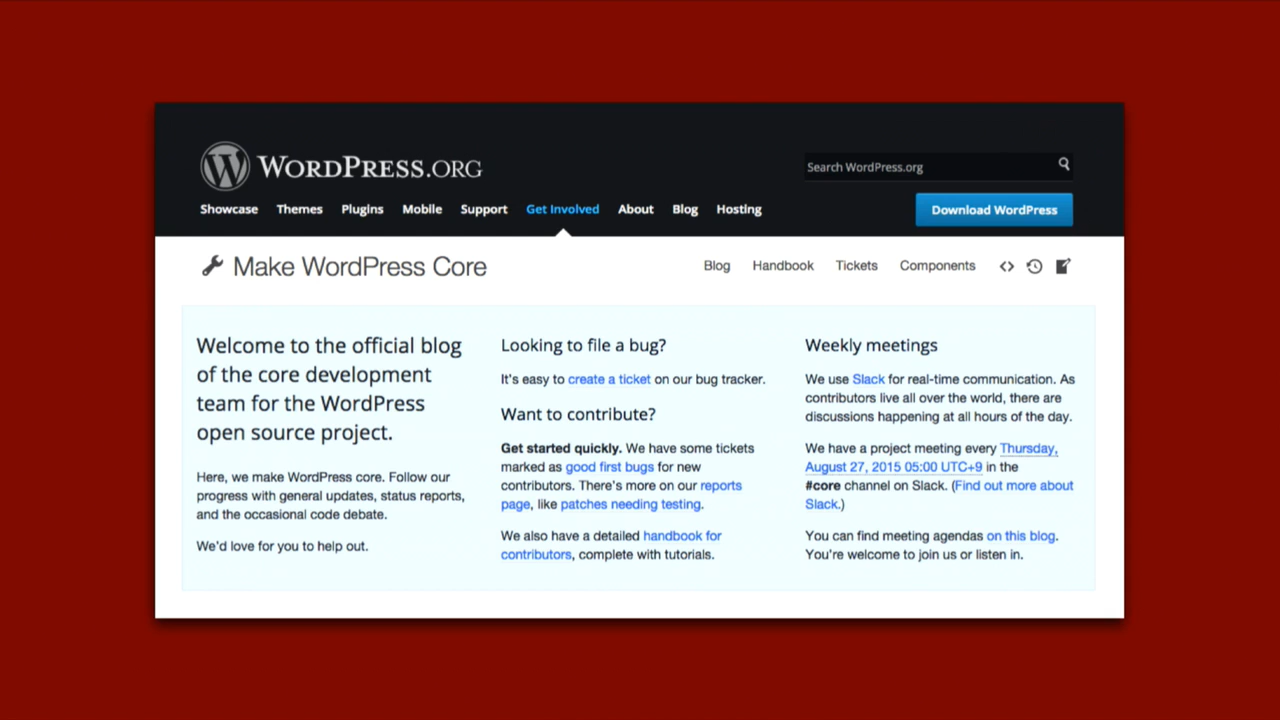 WORDPRESS.ORG
Search WordPress.org
Showcase Themes Plugins Mobile Support Get Involved About Blog Hosting
Download WordPress
Make WordPress Core
Blog Handbook Tickets Components
Welcome to the official blog
of the core development
team for the WordPress
open source project.
Here, we make WordPress core. Follow our
progress with general updates, status reports,
and the occasional code debate.
We'd love for you to help out.
Looking to file a bug?
It's easy to create a ticket on our bug tracker.
Want to contribute?
Get started quickly. We have some tickets
marked as good first bugs for new
contributors. There's more on our reports
page, like patches needing testing.
We also have a detailed handbook for
contributors, complete with tutorials.
Weekly meetings
We use Slack for real-time communication. As
contributors live all over the world, there are
discussions happening at all hours of the day.
We have a project meeting every Thursday,
August 27, 2015 05:00 UTC+9 in the
#core channel on Slack. (Find out more about
Slack.)
You can find meeting agendas on this blog.
You're welcome to join us or listen in.